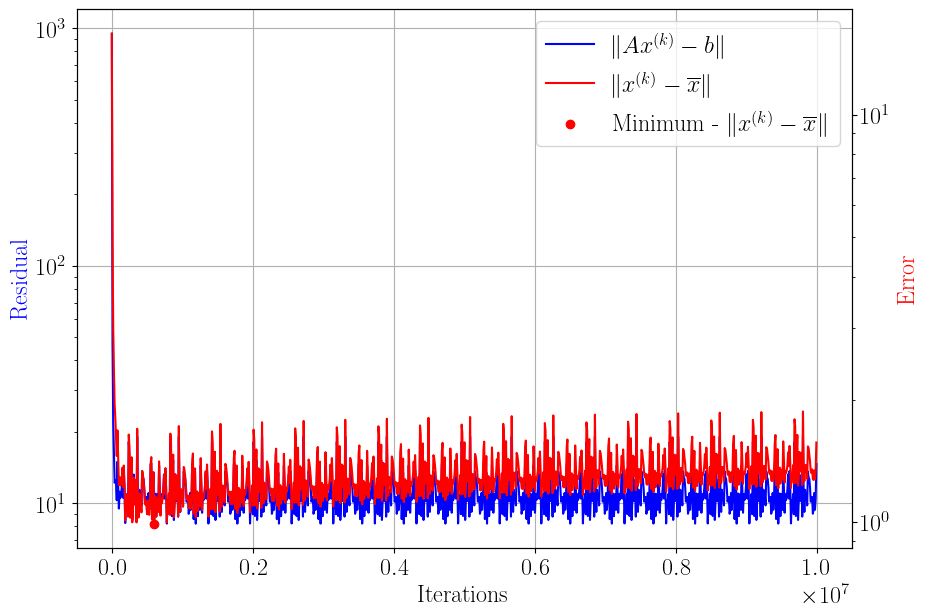 10³
10²
10¹
Residual
‖Ax⁽ᵏ⁾ − b‖
‖x⁽ᵏ⁾ − x̅‖
Minimum - ‖x⁽ᵏ⁾ − x̅‖
10¹
10⁰
Error
0.0 0.2 0.4 0.6 0.8 1.0
×10⁷
Iterations